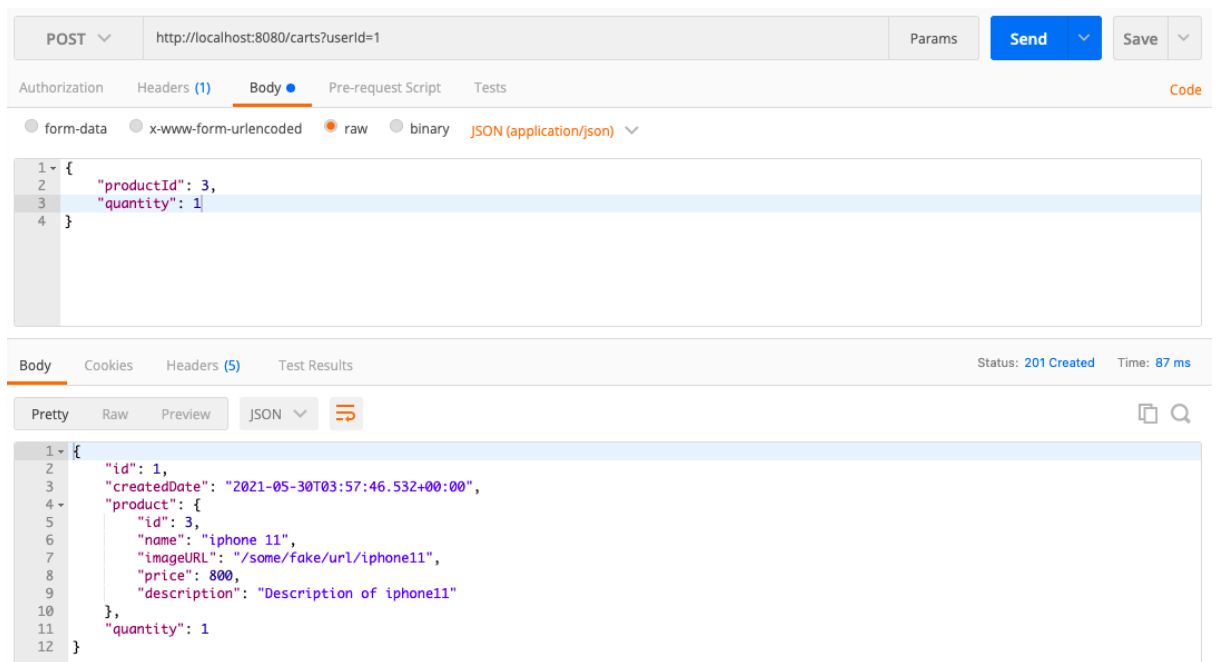 POST http://localhost:8080/carts?userId=1 Params Send Save
Authorization Headers (1) Body Pre-request Script Tests Code
form-data x-www-form-urlencoded raw binary JSON (application/json)
1 {
2 "productId": 3,
3 "quantity": 1
4 }
Body Cookies Headers (5) Test Results Status: 201 Created Time: 87 ms
Pretty Raw Preview JSON
1 {
2 "id": 1,
3 "createdDate": "2021-05-30T03:57:46.532+00:00",
4 "product": {
5 "id": 3,
6 "name": "iphone 11",
7 "imageURL": "/some/fake/url/iphone11",
8 "price": 800,
9 "description": "Description of iphone11"
10 },
11 "quantity": 1
12 }